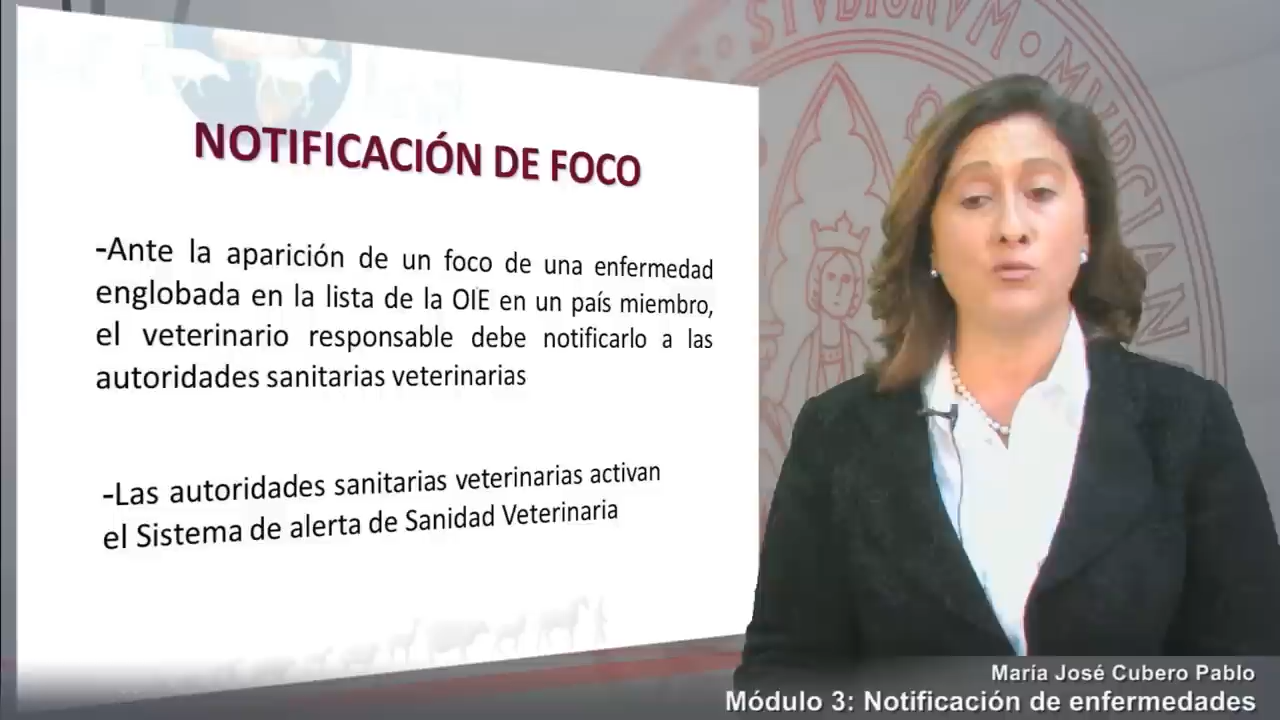 STVDIORVM · MVRCIANA
NOTIFICACIÓN DE FOCO
-Ante la aparición de un foco de una enfermedad
englobada en la lista de la OIE en un país miembro,
el veterinario responsable debe notificarlo a las
autoridades sanitarias veterinarias
-Las autoridades sanitarias veterinarias activan
el Sistema de alerta de Sanidad Veterinaria
María José Cubero Pablo
Módulo 3: Notificación de enfermedades